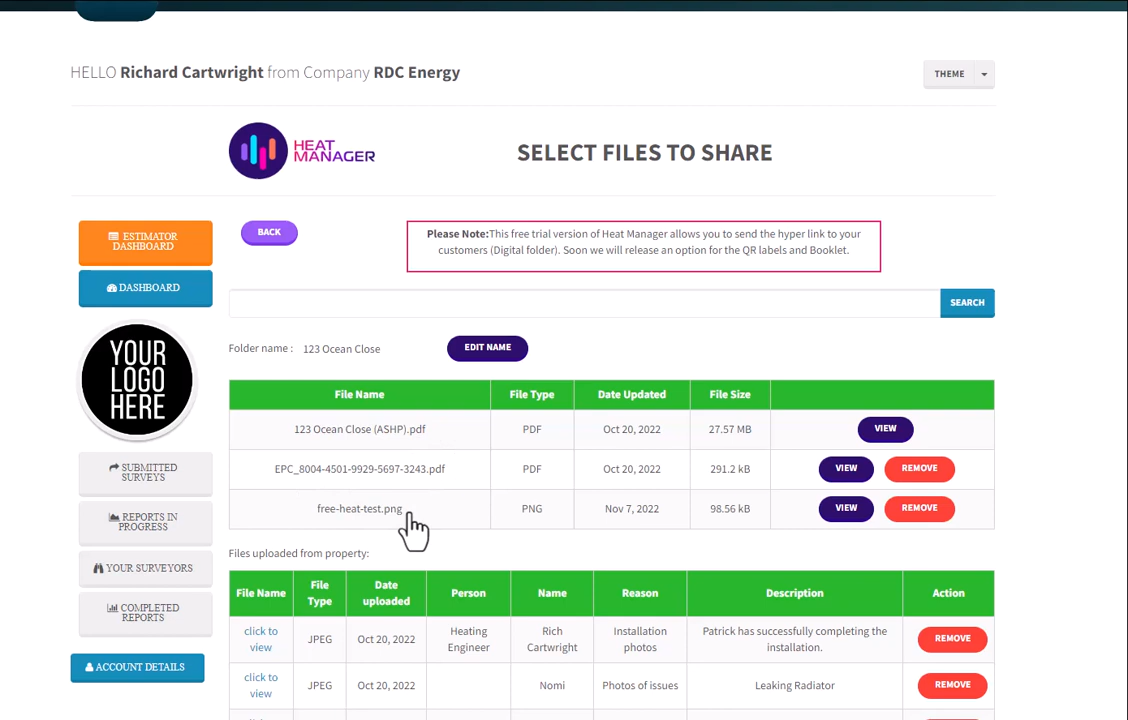 HELLO Richard Cartwright from Company RDC Energy
THEME
HEAT
MANAGER
SELECT FILES TO SHARE
ESTIMATOR
DASHBOARD
DASHBOARD
YOUR
LOGO
HERE
SUBMITTED
SURVEYS
REPORTS IN
PROGRESS
YOUR SURVEYORS
COMPLETED
REPORTS
ACCOUNT DETAILS
BACK
Please Note:This free trial version of Heat Manager allows you to send the hyper link to your
customers (Digital folder). Soon we will release an option for the QR labels and Booklet.
SEARCH
Folder name : 123 Ocean Close EDIT NAME
File Name File Type Date Updated File Size
123 Ocean Close (ASHP).pdf PDF Oct 20, 2022 27.57 MB VIEW
EPC_8004-4501-9929-5697-3243.pdf PDF Oct 20, 2022 291.2 kB VIEW REMOVE
free-heat-test.png PNG Nov 7, 2022 98.56 kB VIEW REMOVE
Files uploaded from property:
File Name File Type Date uploaded Person Name Reason Description Action
click to view JPEG Oct 20, 2022 Heating Engineer Rich Cartwright Installation photos Patrick has successfully completing the installation. REMOVE
click to view JPEG Oct 20, 2022 Nomi Photos of issues Leaking Radiator REMOVE